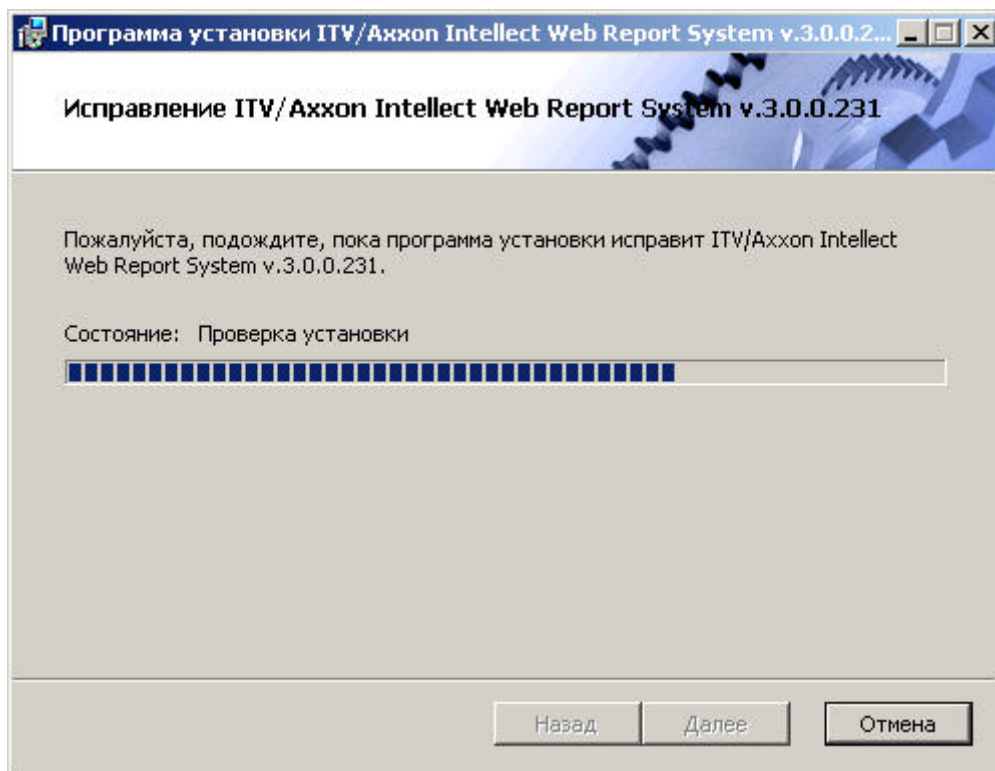 Программа установки ITV/Axxon Intellect Web Report System v.3.0.0.2...
Исправление ITV/Axxon Intellect Web Report System v.3.0.0.231
Пожалуйста, подождите, пока программа установки исправит ITV/Axxon Intellect
Web Report System v.3.0.0.231.
Состояние: Проверка установки
Назад Далее Отмена